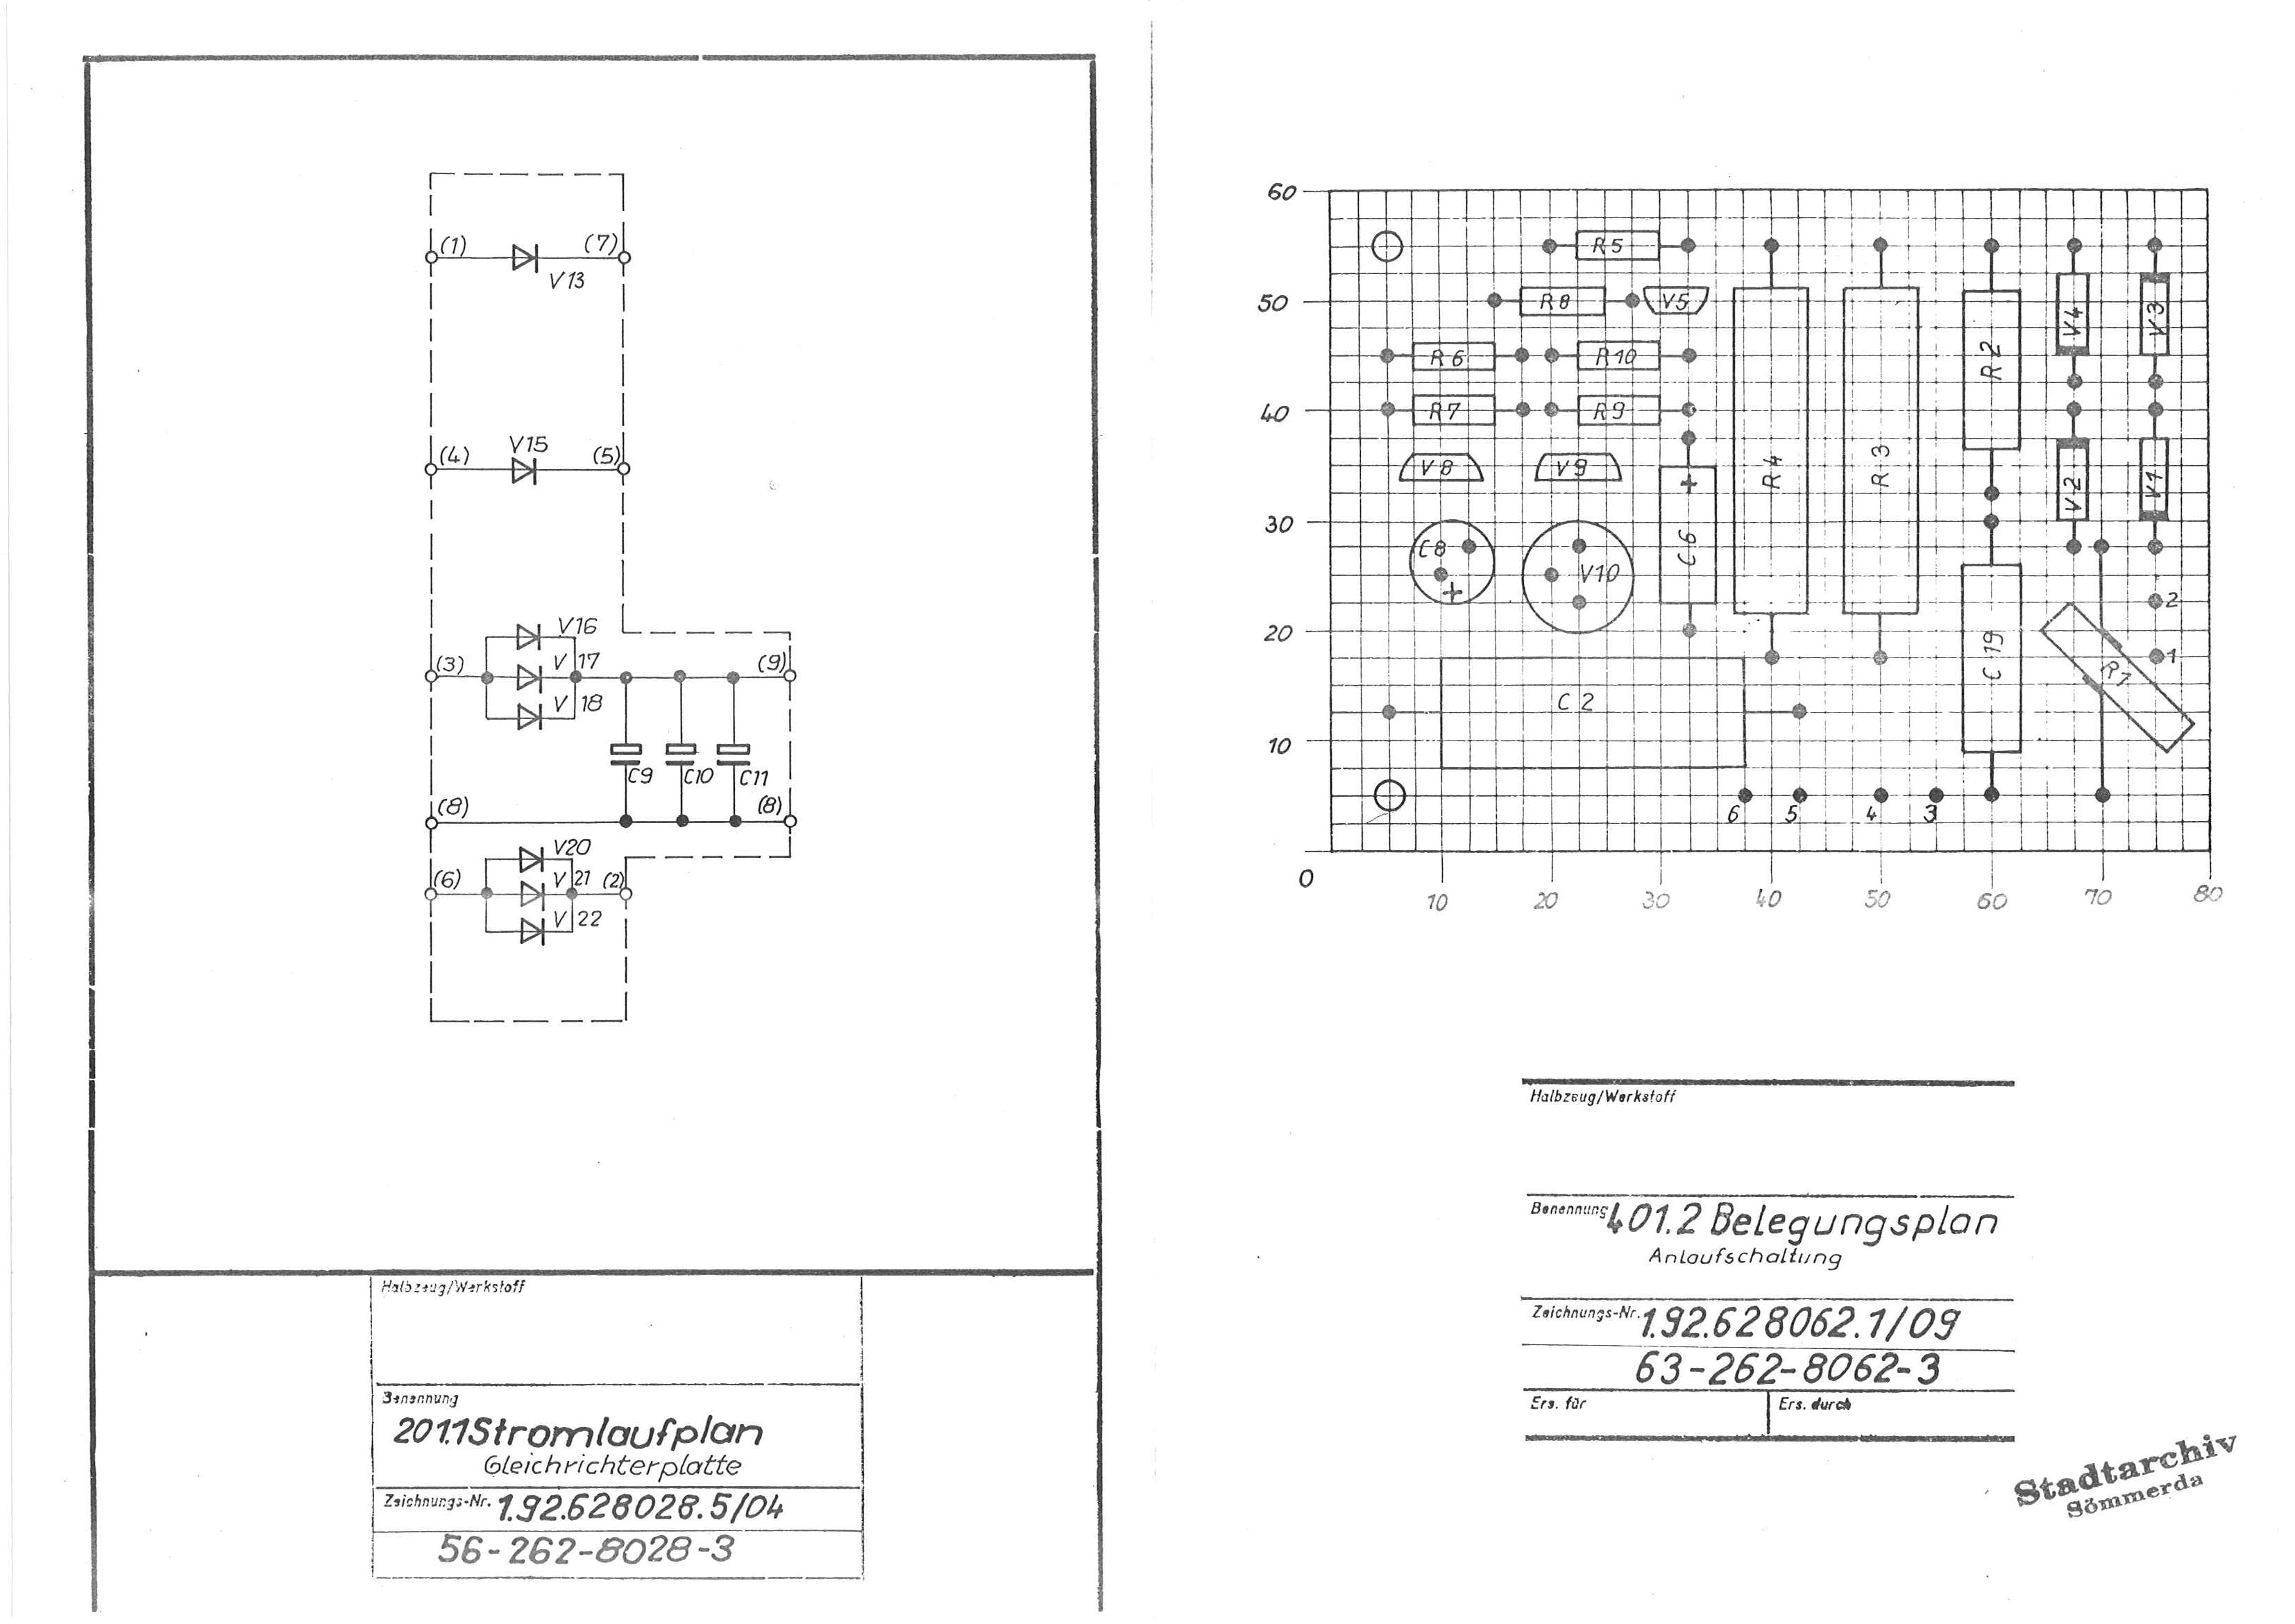 (1) (7)
V13
V15
(4) (5)
V16
(3) V 17 (9)
V 18
C9 C10 C11
(8) (8)
V20
(6) V 21 (2)
V 22
Halbzeug/Werkstoff
Benennung
201.1 Stromlaufplan
Gleichrichterplatte
Zeichnungs-Nr. 1.92.628028.5/04
56-262-8028-3
60
R5
50 R8 V5 V4 V3
R6 R10 R2
40 R7 R9
V8 V9 R4 R3 V2 V1
+
30
C8 V10 C6
+
2
20
C 19 1
R7
C 2
10
6 5 4 3
0
10 20 30 40 50 60 70 80
Halbzeug/Werkstoff
Benennung 401.2 Belegungsplan
Anlaufschaltung
Zeichnungs-Nr. 1.92.628062.1/09
63-262-8062-3
Ers. für Ers. durch
Stadtarchiv
Sömmerda